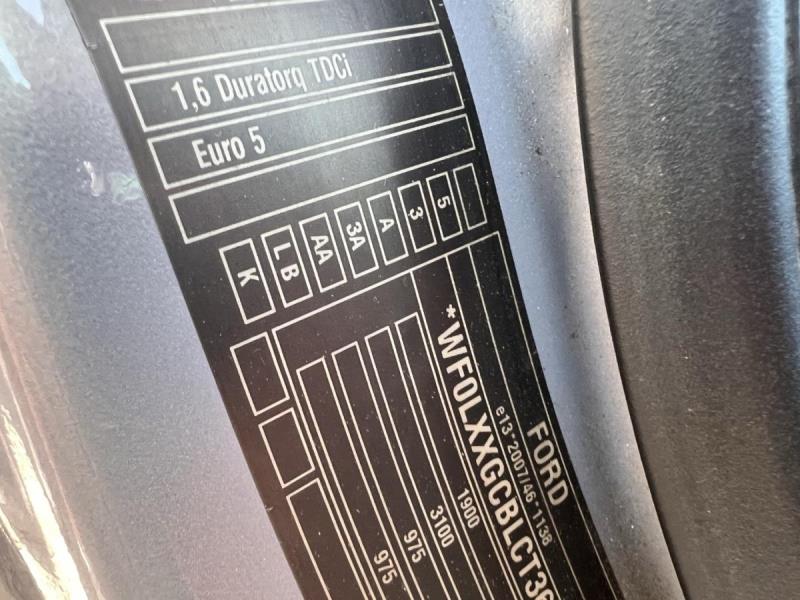 1,6 Duratorq TDCi
Euro 5
K LB AA 3A A 3 5
FORD
e13*2007/46*1138
*WF0LXXGCBLCT3
1900
3100
975
975